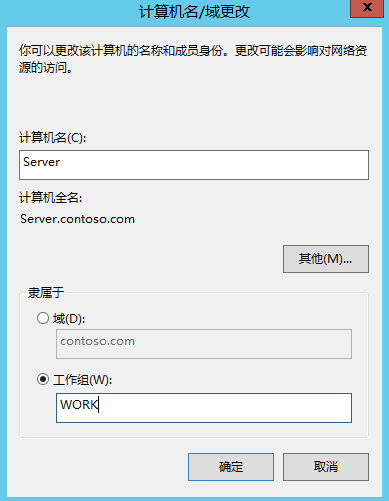 计算机名/域更改
x
你可以更改该计算机的名称和成员身份。更改可能会影响对网络资
源的访问。
计算机名(C):
Server
计算机全名:
Server.contoso.com
其他(M)...
隶属于
域(D):
contoso.com
工作组(W):
WORK
确定
取消